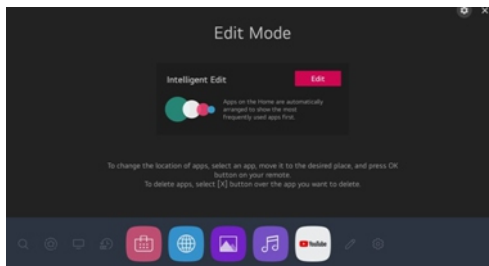 Edit Mode
Intelligent Edit
Edit
Apps on the Home are automatically
arranged to show the most
frequently used apps first.
To change the location of apps, select an app, move it to the desired place, and press OK
button on your remote.
To delete apps, select [X] button over the app you want to delete.
YouTube